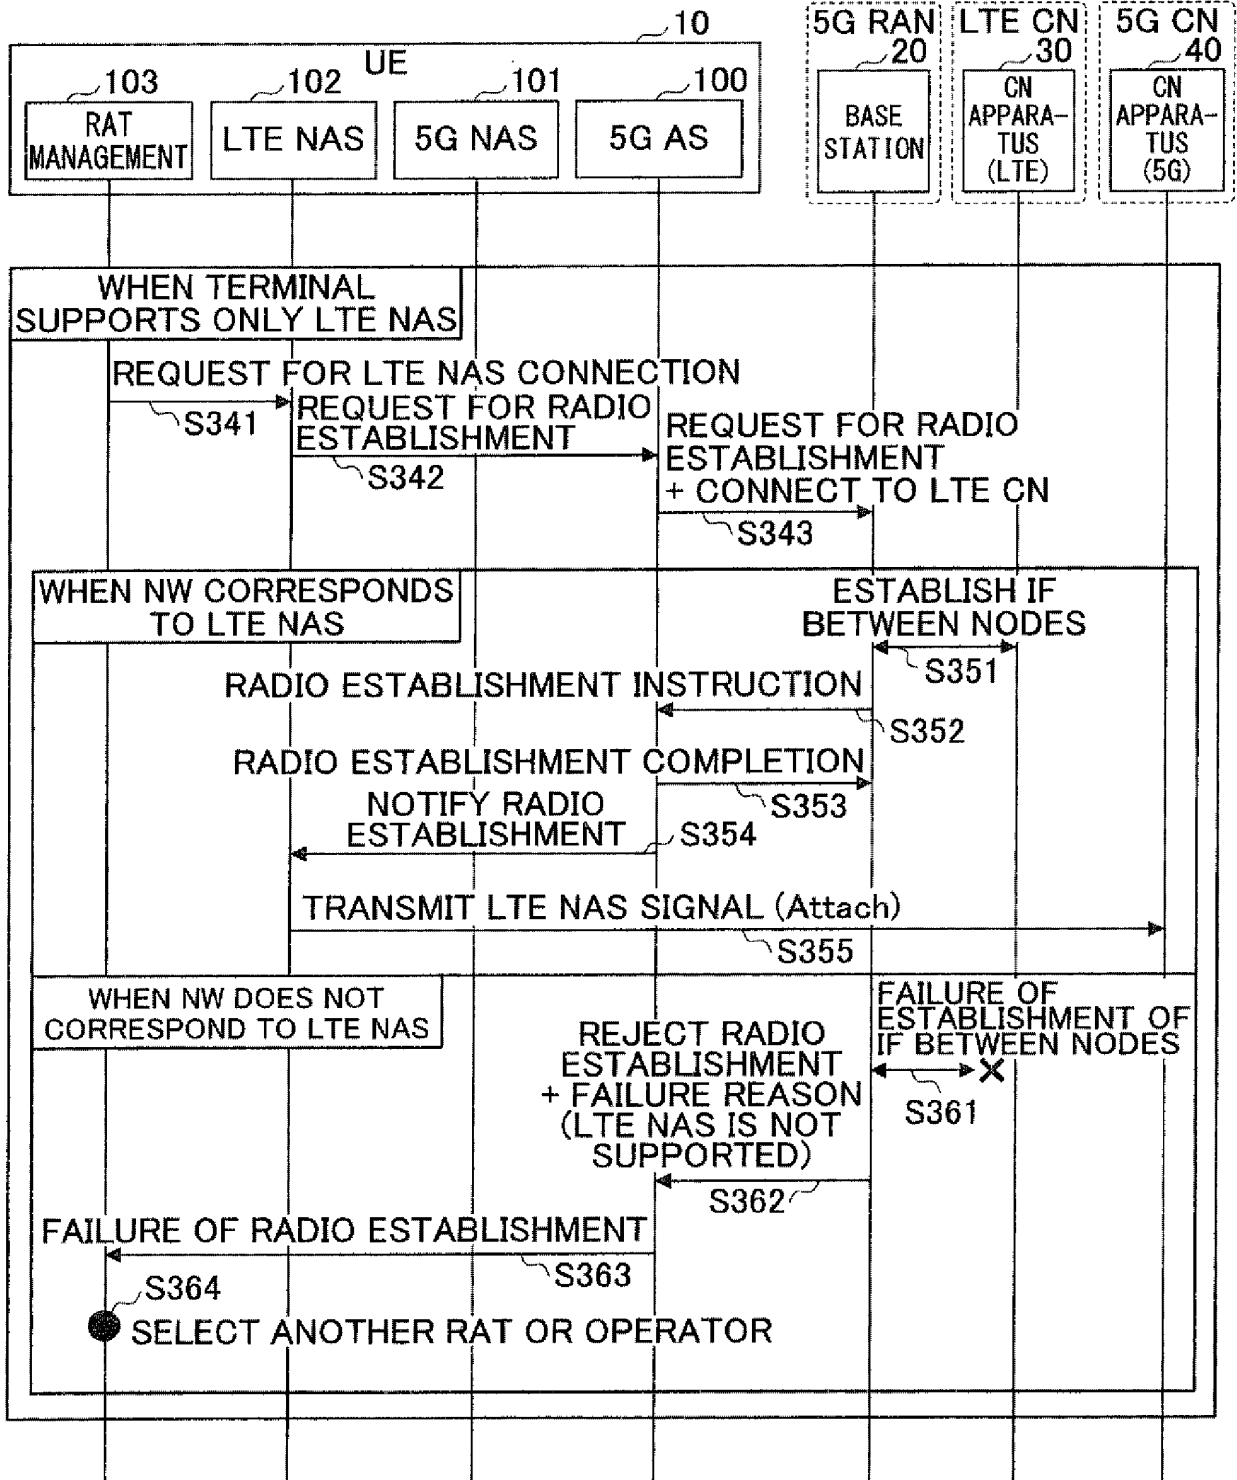 10
5G RAN
LTE CN
5G CN
20
30
40
UE
103
102
101
100
RAT
MANAGEMENT
LTE NAS
5G NAS
5G AS
BASE
STATION
CN
APPARA-
TUS
(LTE)
CN
APPARA-
TUS
(5G)
WHEN TERMINAL
SUPPORTS ONLY LTE NAS
REQUEST FOR LTE NAS CONNECTION
S341
REQUEST FOR RADIO
ESTABLISHMENT
S342
REQUEST FOR RADIO
ESTABLISHMENT
+ CONNECT TO LTE CN
S343
WHEN NW CORRESPONDS
TO LTE NAS
ESTABLISH IF
BETWEEN NODES
S351
RADIO ESTABLISHMENT INSTRUCTION
S352
RADIO ESTABLISHMENT COMPLETION
S353
NOTIFY RADIO
ESTABLISHMENT
S354
TRANSMIT LTE NAS SIGNAL (Attach)
S355
WHEN NW DOES NOT
CORRESPOND TO LTE NAS
FAILURE OF
ESTABLISHMENT OF
IF BETWEEN NODES
S361
REJECT RADIO
ESTABLISHMENT
+ FAILURE REASON
(LTE NAS IS NOT
SUPPORTED)
S362
FAILURE OF RADIO ESTABLISHMENT
S363
S364
SELECT ANOTHER RAT OR OPERATOR